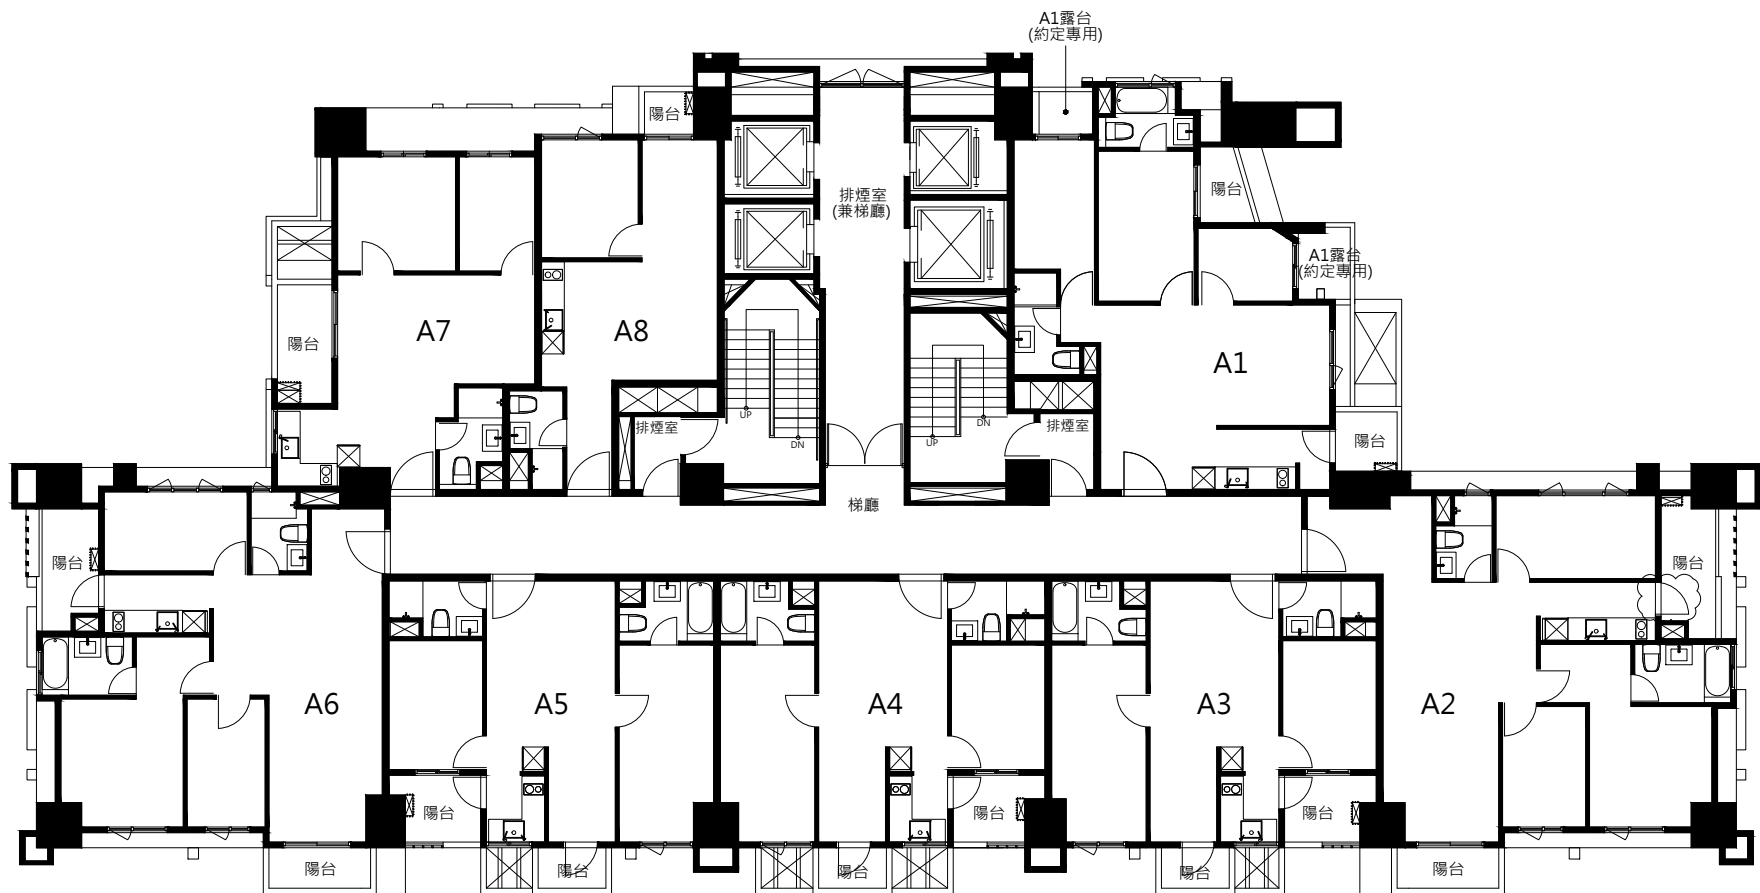 A1露台
(約定專用)
陽台
陽台
排煙室
(兼梯廳)
陽台
A1露台
(約定專用)
A7
A8
陽台
A1
UP
DN
排煙室
UP
DN
排煙室
陽台
梯廳
陽台
陽台
A6
A5
A4
A3
A2
陽台
陽台
陽台
陽台
陽台
陽台
陽台
陽台